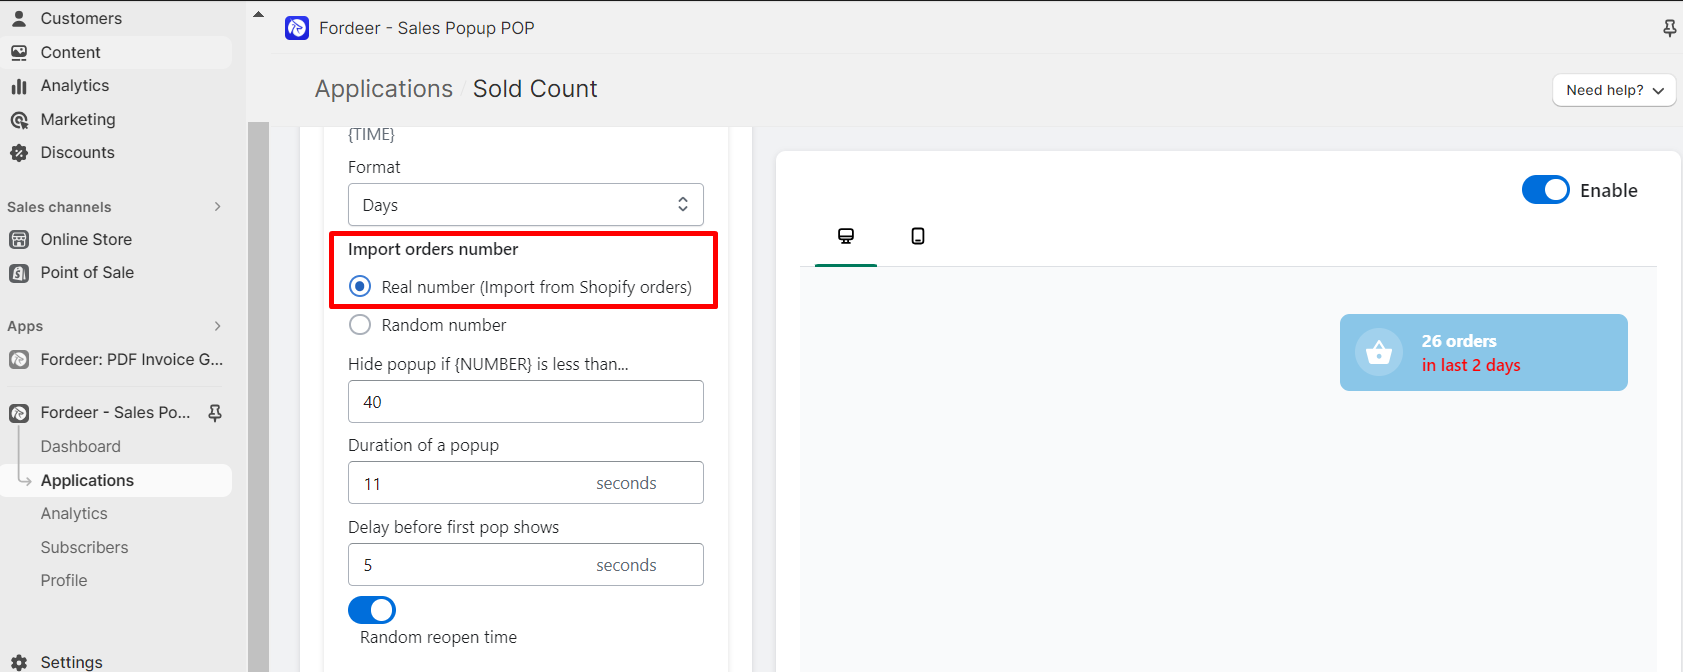 Customers
Content
Analytics
Marketing
Discounts
Sales channels
Online Store
Point of Sale
Apps
Fordeer: PDF Invoice G...
Fordeer - Sales Po...
Dashboard
Applications
Analytics
Subscribers
Profile
Settings
Fordeer - Sales Popup POP
Applications / Sold Count
Need help?
{TIME}
Format
Days
Import orders number
Real number (Import from Shopify orders)
Random number
Hide popup if {NUMBER} is less than...
40
Duration of a popup
11 seconds
Delay before first pop shows
5 seconds
Random reopen time
Enable
26 orders
in last 2 days